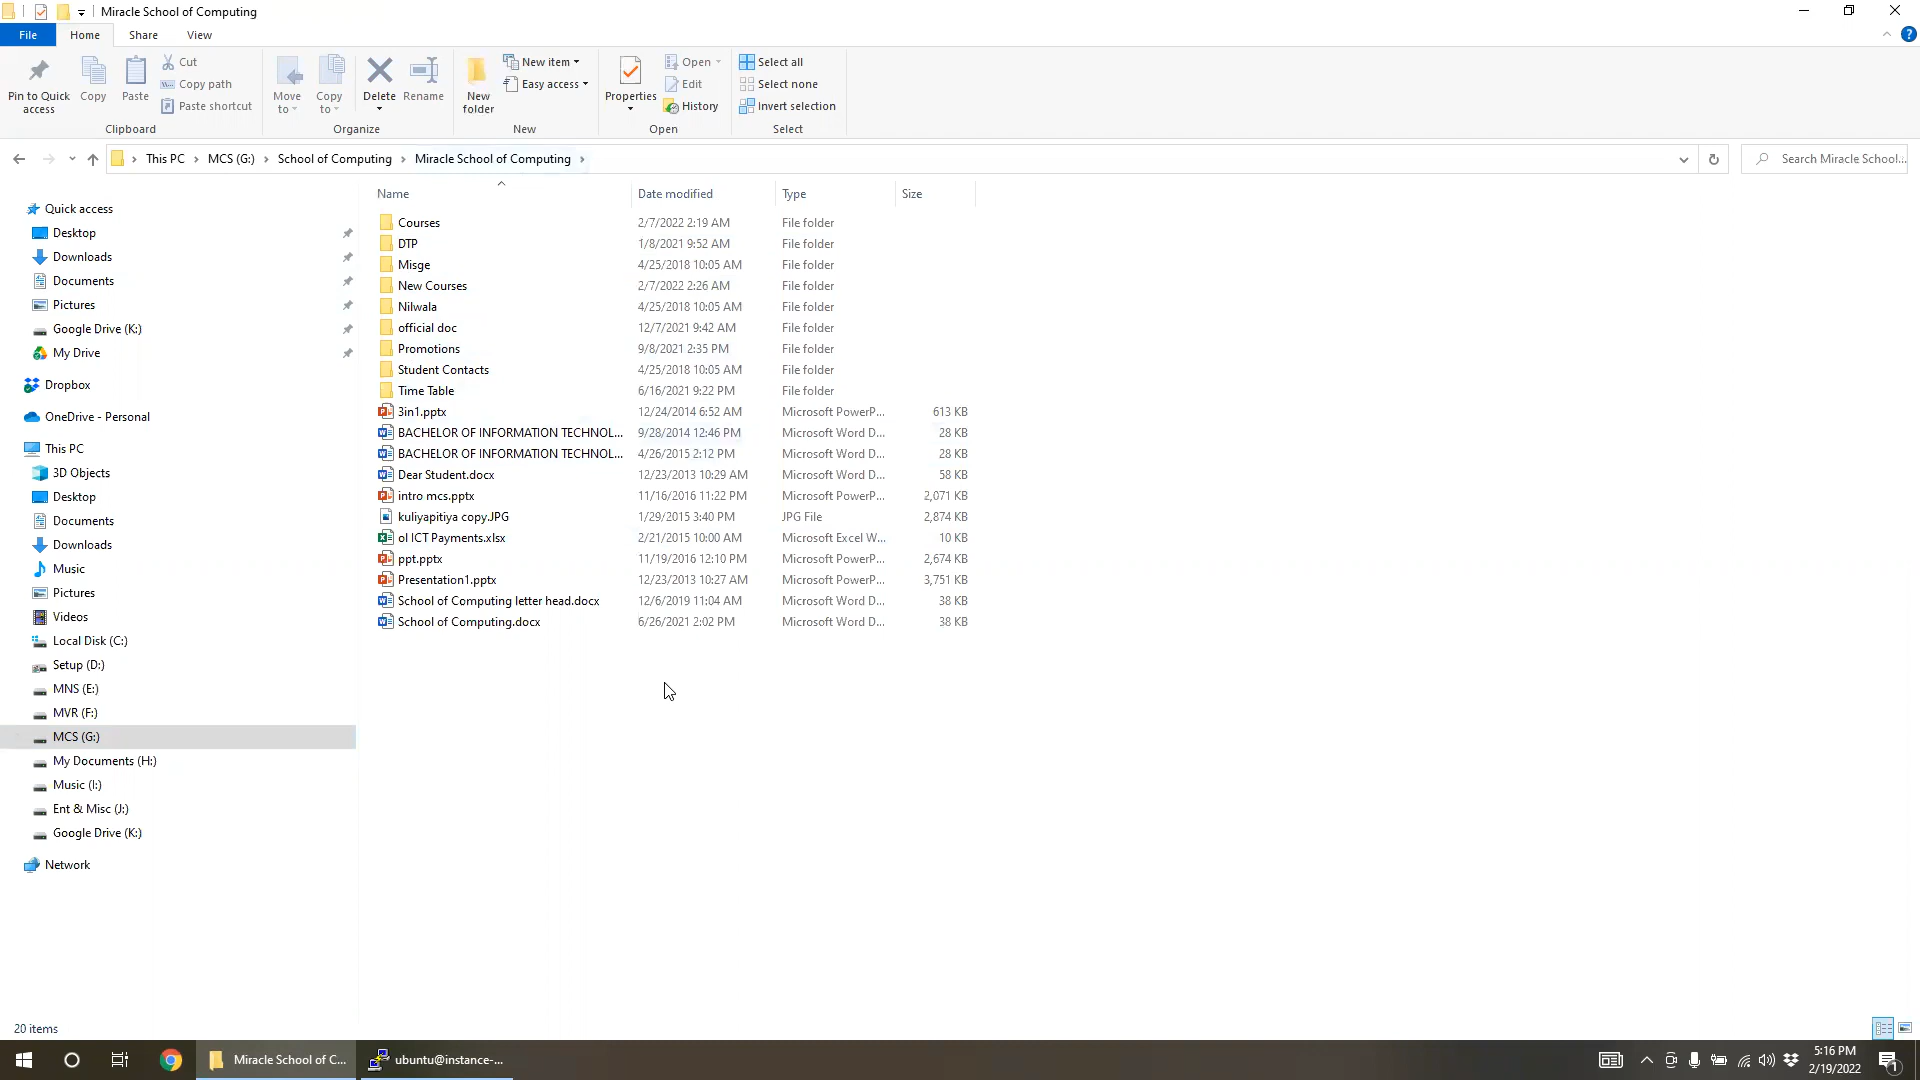 Miracle School of Computing
File Home Share View
Pin to Quick access
Copy
Paste
Cut
Copy path
Paste shortcut
Clipboard
Move to
Copy to
Delete
Rename
Organize
New folder
New item
Easy access
New
Properties
Open
Edit
History
Open
Select all
Select none
Invert selection
Select
This PC > MCS (G:) > School of Computing > Miracle School of Computing >
Search Miracle School...
Quick access
Desktop
Downloads
Documents
Pictures
Google Drive (K:)
My Drive
Dropbox
OneDrive - Personal
This PC
3D Objects
Desktop
Documents
Downloads
Music
Pictures
Videos
Local Disk (C:)
Setup (D:)
MNS (E:)
MVR (F:)
MCS (G:)
My Documents (H:)
Music (I:)
Ent & Misc (J:)
Google Drive (K:)
Network
Name Date modified Type Size
Courses 2/7/2022 2:19 AM File folder
DTP 1/8/2021 9:52 AM File folder
Misge 4/25/2018 10:05 AM File folder
New Courses 2/7/2022 2:26 AM File folder
Nilwala 4/25/2018 10:05 AM File folder
official doc 12/7/2021 9:42 AM File folder
Promotions 9/8/2021 2:35 PM File folder
Student Contacts 4/25/2018 10:05 AM File folder
Time Table 6/16/2021 9:22 PM File folder
3in1.pptx 12/24/2014 6:52 AM Microsoft PowerP... 613 KB
BACHELOR OF INFORMATION TECHNOL... 9/28/2014 12:46 PM Microsoft Word D... 28 KB
BACHELOR OF INFORMATION TECHNOL... 4/26/2015 2:12 PM Microsoft Word D... 28 KB
Dear Student.docx 12/23/2013 10:29 AM Microsoft Word D... 58 KB
intro mcs.pptx 11/16/2016 11:22 PM Microsoft PowerP... 2,071 KB
kuliyapitiya copy.JPG 1/29/2015 3:40 PM JPG File 2,874 KB
ol ICT Payments.xlsx 2/21/2015 10:00 AM Microsoft Excel W... 10 KB
ppt.pptx 11/19/2016 12:10 PM Microsoft PowerP... 2,674 KB
Presentation1.pptx 12/23/2013 10:27 AM Microsoft PowerP... 3,751 KB
School of Computing letter head.docx 12/6/2019 11:04 AM Microsoft Word D... 38 KB
School of Computing.docx 6/26/2021 2:02 PM Microsoft Word D... 38 KB
20 items
Miracle School of C...
ubuntu@instance-...
5:16 PM
2/19/2022
1